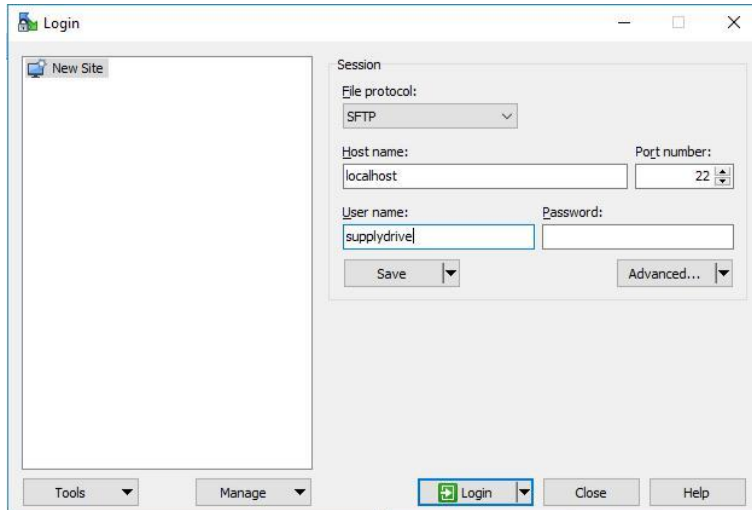 Login
New Site
Session
File protocol:
SFTP
Host name: Port number:
localhost 22
User name: Password:
supplydrive
Save Advanced...
Tools Manage Login Close Help